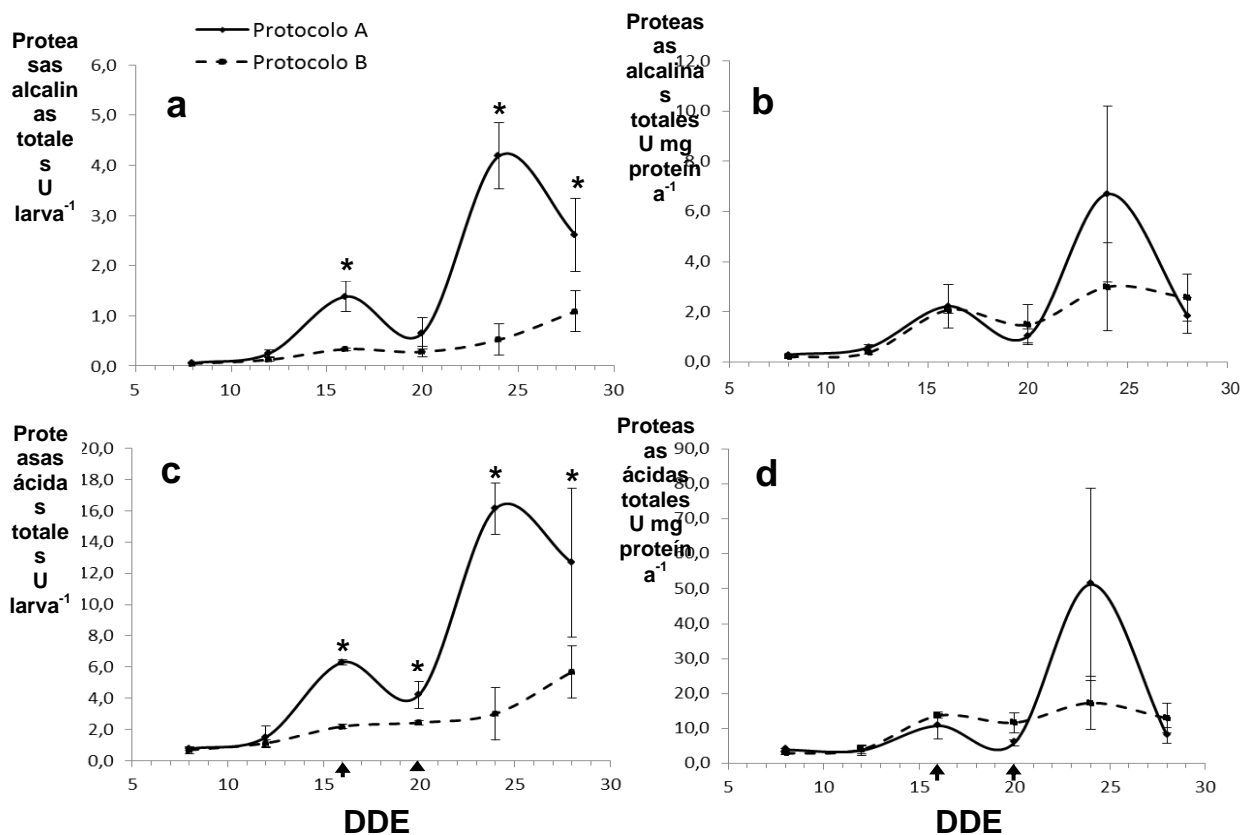 Protocolo A
Protocolo B
Protea
sas
alcalin
as
totale
s
U
larva-1
6,0
5,0
4,0
3,0
2,0
1,0
0,0
a
*
*
*
5
10
15
20
25
30
Proteas
as
alcalina
s
totales
U mg
proteín
a-1
12,0
10,0
8,0
6,0
4,0
2,0
0,0
b
5
10
15
20
25
30
Prote
asas
ácida
s
totale
s
U
larva-1
20,0
18,0
16,0
14,0
12,0
10,0
8,0
6,0
4,0
2,0
0,0
c
*
*
*
*
5
10
15
20
25
30
DDE
Proteas
as
ácidas
totales
U mg
proteín
a-1
90,0
80,0
70,0
60,0
50,0
40,0
30,0
20,0
10,0
0,0
d
5
10
15
20
25
30
DDE